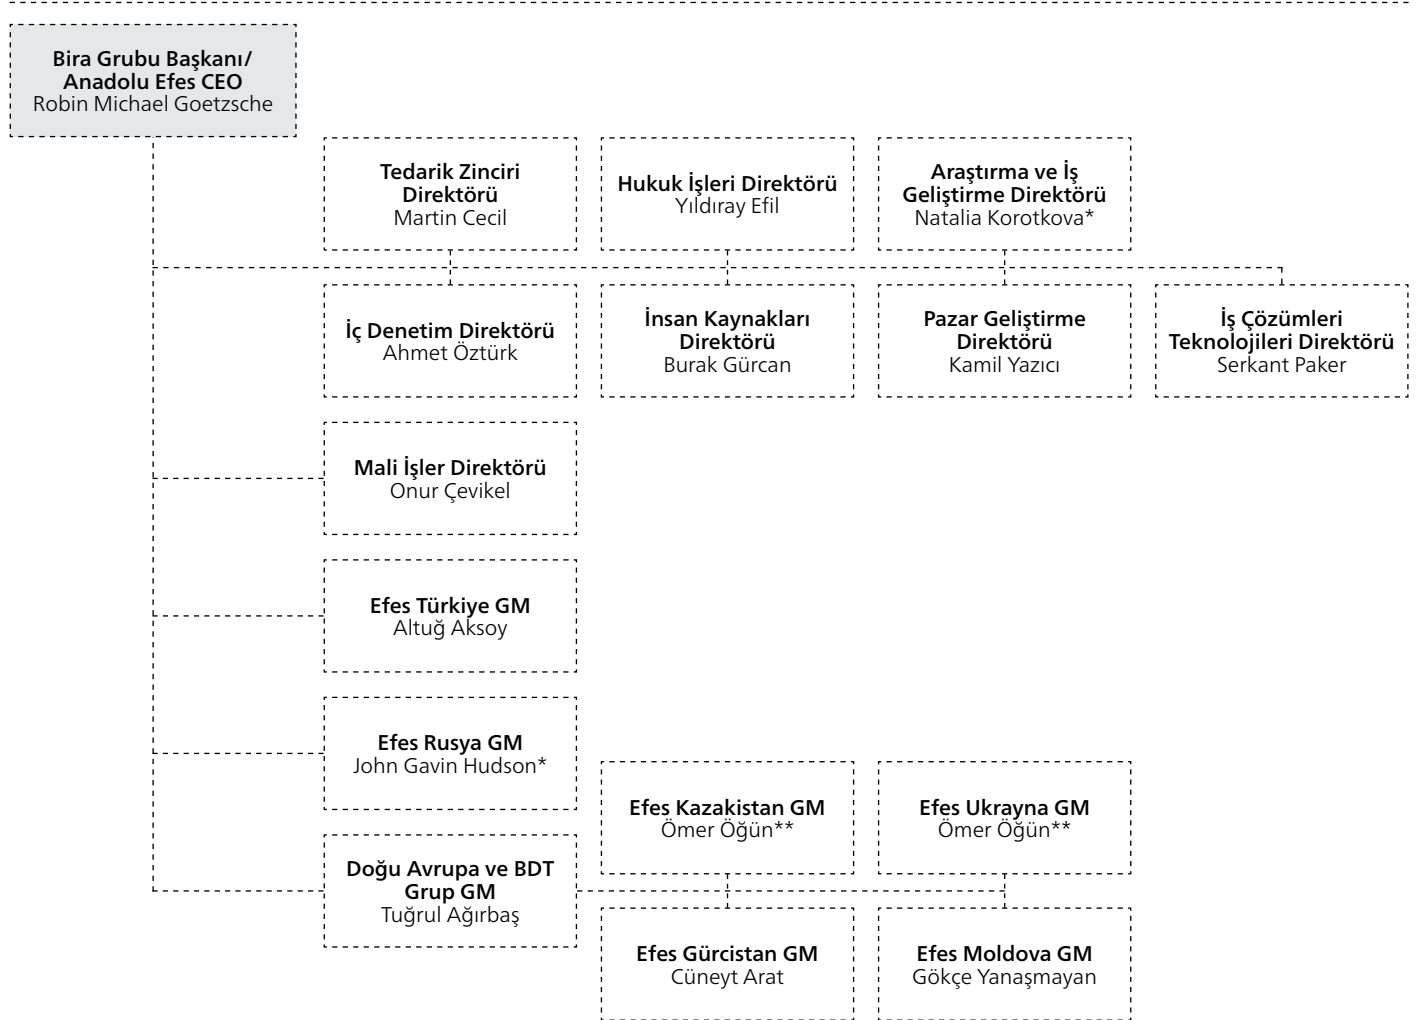 Bira Grubu Başkanı/
Anadolu Efes CEO
Robin Michael Goetzsche
Tedarik Zinciri
Direktörü
Martin Cecil
Hukuk İşleri Direktörü
Yıldıray Efil
Araştırma ve İş
Geliştirme Direktörü
Natalia Korotkova*
İç Denetim Direktörü
Ahmet Öztürk
İnsan Kaynakları
Direktörü
Burak Gürcan
Pazar Geliştirme
Direktörü
Kamil Yazıcı
İş Çözümleri
Teknolojileri Direktörü
Serkant Paker
Mali İşler Direktörü
Onur Çevikel
Efes Türkiye GM
Altuğ Aksoy
Efes Rusya GM
John Gavin Hudson*
Doğu Avrupa ve BDT
Grup GM
Tuğrul Ağırbaş
Efes Kazakistan GM
Ömer Öğün**
Efes Ukrayna GM
Ömer Öğün**
Efes Gürcistan GM
Cüneyt Arat
Efes Moldova GM
Gökçe Yanaşmayan